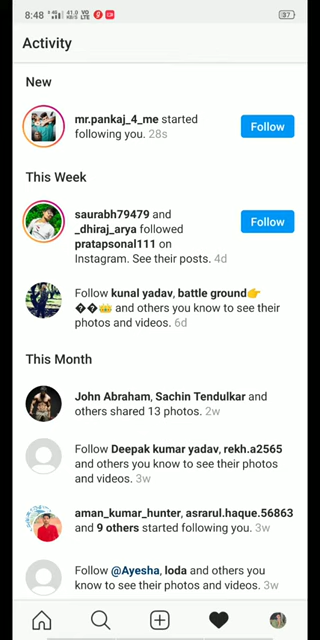 8:48
37
Activity
New
mr.pankaj_4_me started
following you. 28s
Follow
This Week
saurabh79479 and
_dhiraj_arya followed
pratapsonal111 on
Instagram. See their posts. 4d
Follow
Follow kunal yadav, battle ground👉
��👑 and others you know to see their
photos and videos. 6d
This Month
John Abraham, Sachin Tendulkar and
others shared 13 photos. 2w
Follow Deepak kumar yadav, rekh.a2565
and others you know to see their photos
and videos. 3w
aman_kumar_hunter, asrarul.haque.56863
and 9 others started following you. 3w
Follow @Ayesha, loda and others you
know to see their photos and videos. 3w